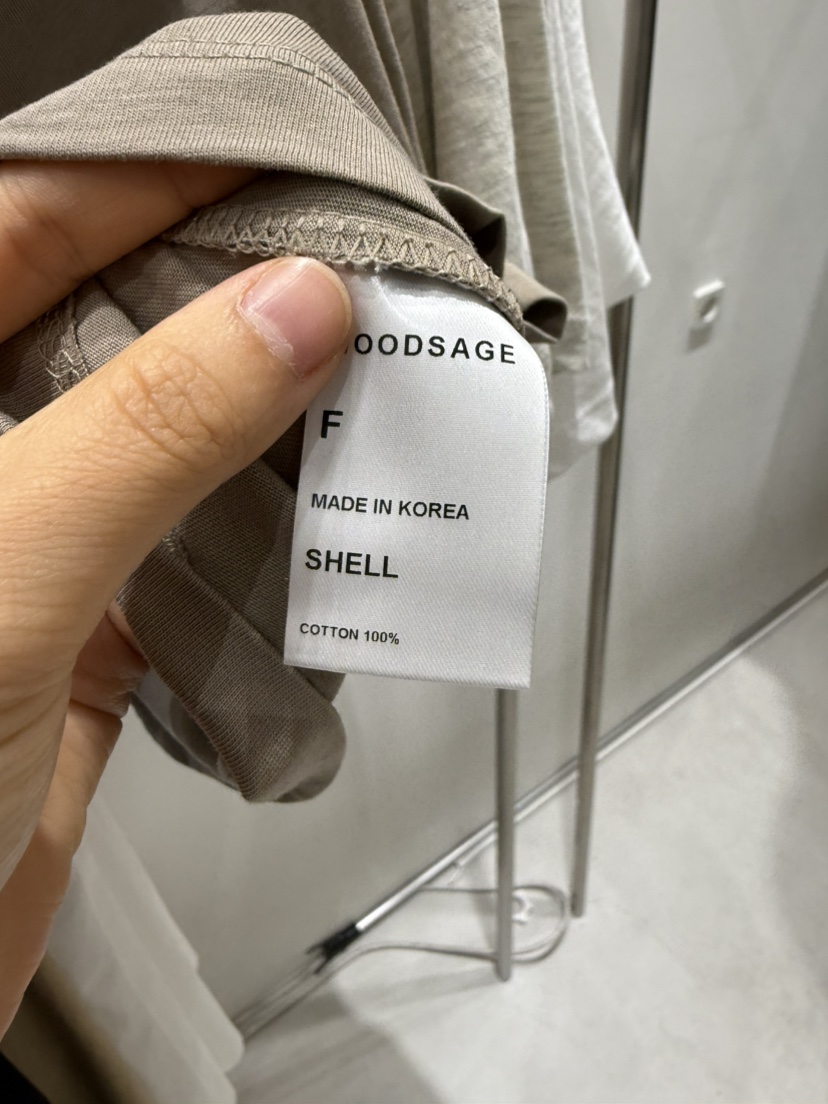 OODSAGE
F
MADE IN KOREA
SHELL
COTTON 100%